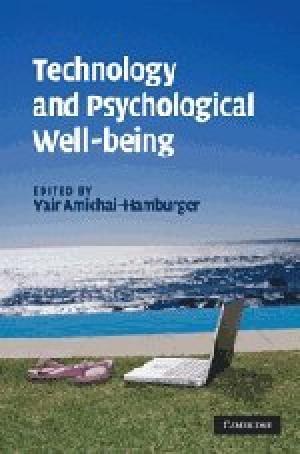 Technology
and Psychological
Well-being
EDITED BY
Yair Amichai-Hamburger
CAMBRIDGE